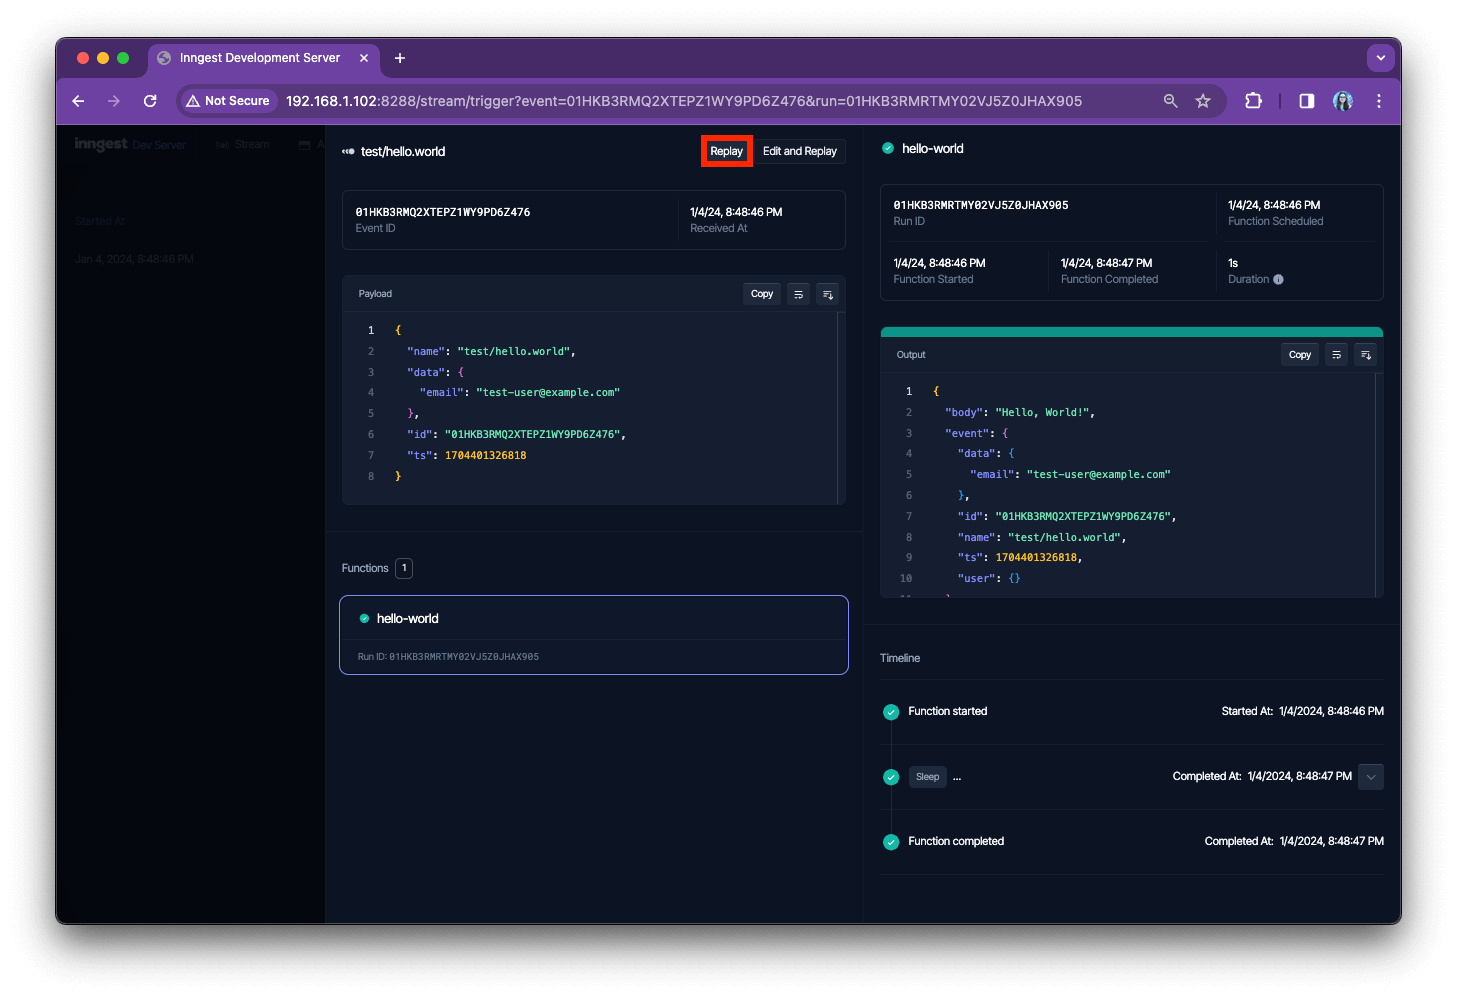 Inngest Development Server
Not Secure
192.168.1.102:8288/stream/trigger?event=01HKB3RMQ2XTEPZ1WY9PD6Z476&run=01HKB3RMRTMY02VJ5Z0JHAX905
inngest Dev Server
Stream
A
Started At
Jan 4, 2024, 8:48:46 PM
test/hello.world
Replay
Edit and Replay
01HKB3RMQ2XTEPZ1WY9PD6Z476
Event ID
1/4/24, 8:48:46 PM
Received At
Payload
Copy
1 {
2 "name": "test/hello.world",
3 "data": {
4 "email": "test-user@example.com"
5 },
6 "id": "01HKB3RMQ2XTEPZ1WY9PD6Z476",
7 "ts": 1704401326818
8 }
Functions 1
hello-world
Run ID: 01HKB3RMRTMY02VJ5Z0JHAX905
hello-world
01HKB3RMRTMY02VJ5Z0JHAX905
Run ID
1/4/24, 8:48:46 PM
Function Scheduled
1/4/24, 8:48:46 PM
Function Started
1/4/24, 8:48:47 PM
Function Completed
1s
Duration
Output
Copy
1 {
2 "body": "Hello, World!",
3 "event": {
4 "data": {
5 "email": "test-user@example.com"
6 },
7 "id": "01HKB3RMQ2XTEPZ1WY9PD6Z476",
8 "name": "test/hello.world",
9 "ts": 1704401326818,
10 "user": {}
Timeline
Function started
Started At: 1/4/2024, 8:48:46 PM
Sleep ...
Completed At: 1/4/2024, 8:48:47 PM
Function completed
Completed At: 1/4/2024, 8:48:47 PM